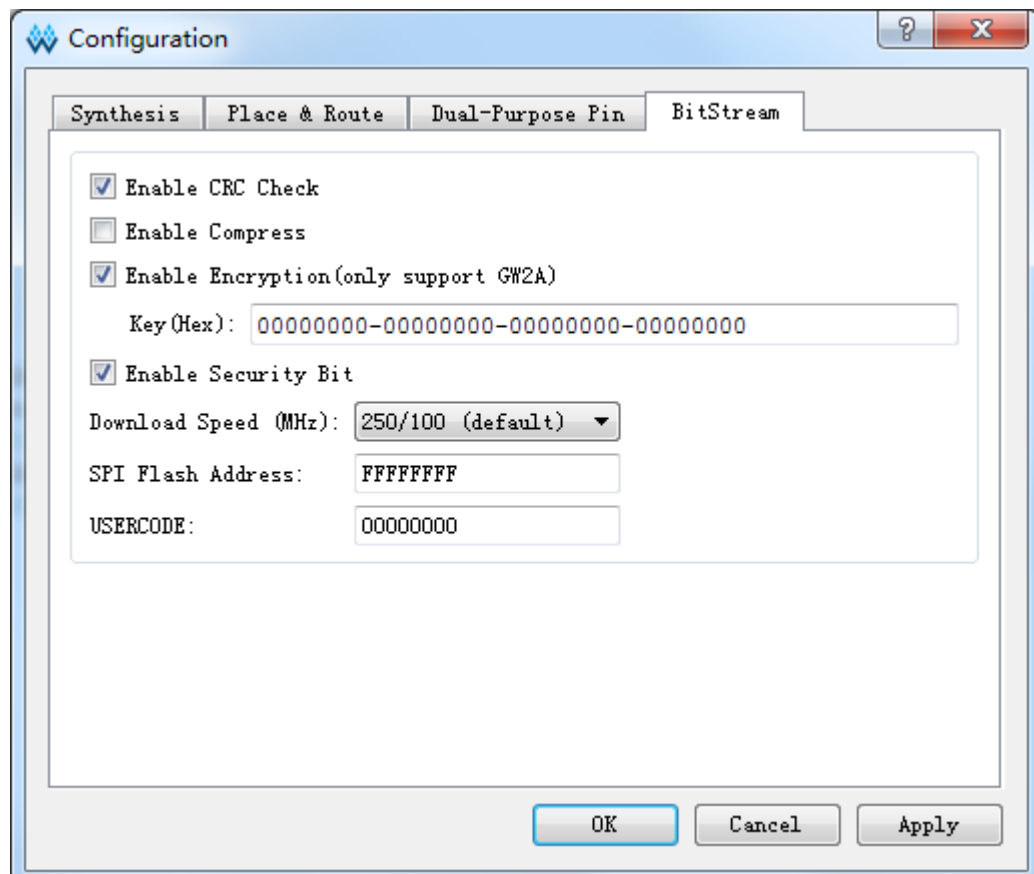 Configuration
Synthesis Place & Route Dual-Purpose Pin BitStream
Enable CRC Check
Enable Compress
Enable Encryption(only support GW2A)
Key(Hex): 00000000-00000000-00000000-00000000
Enable Security Bit
Download Speed (MHz): 250/100 (default)
SPI Flash Address: FFFFFFFF
USERCODE: 00000000
OK Cancel Apply